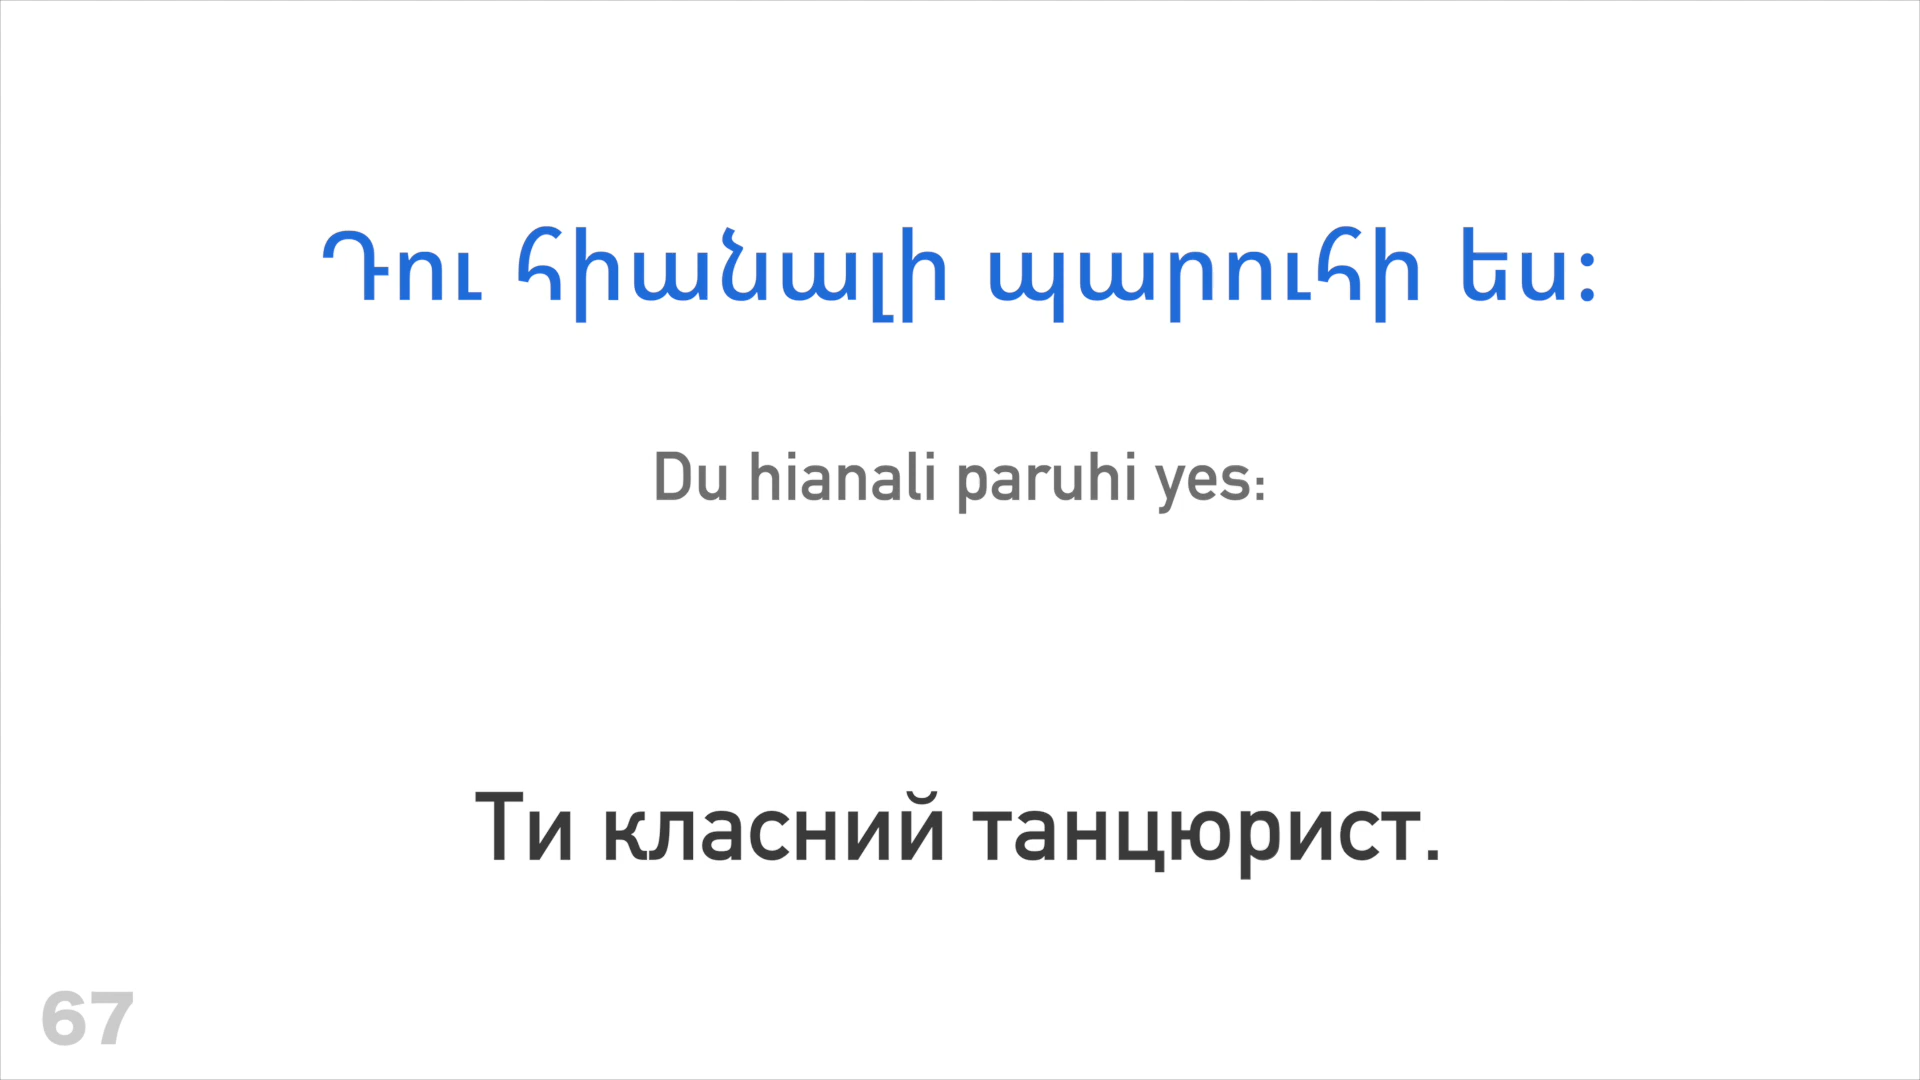 Դու հիանալի պարուհի ես:
Du hianali paruhi yes:
Ти класний танцюрист.
67